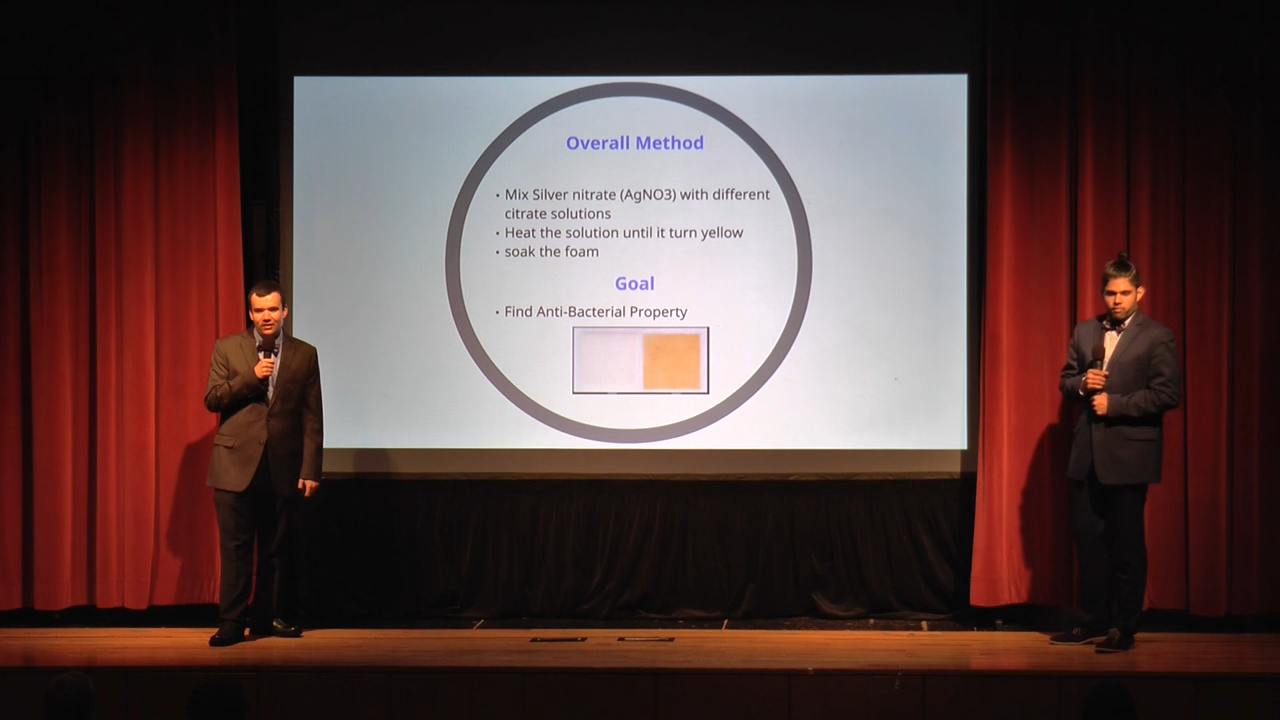 Overall Method
• Mix Silver nitrate (AgNO3) with different
citrate solutions
• Heat the solution until it turn yellow
• soak the foam
Goal
• Find Anti-Bacterial Property